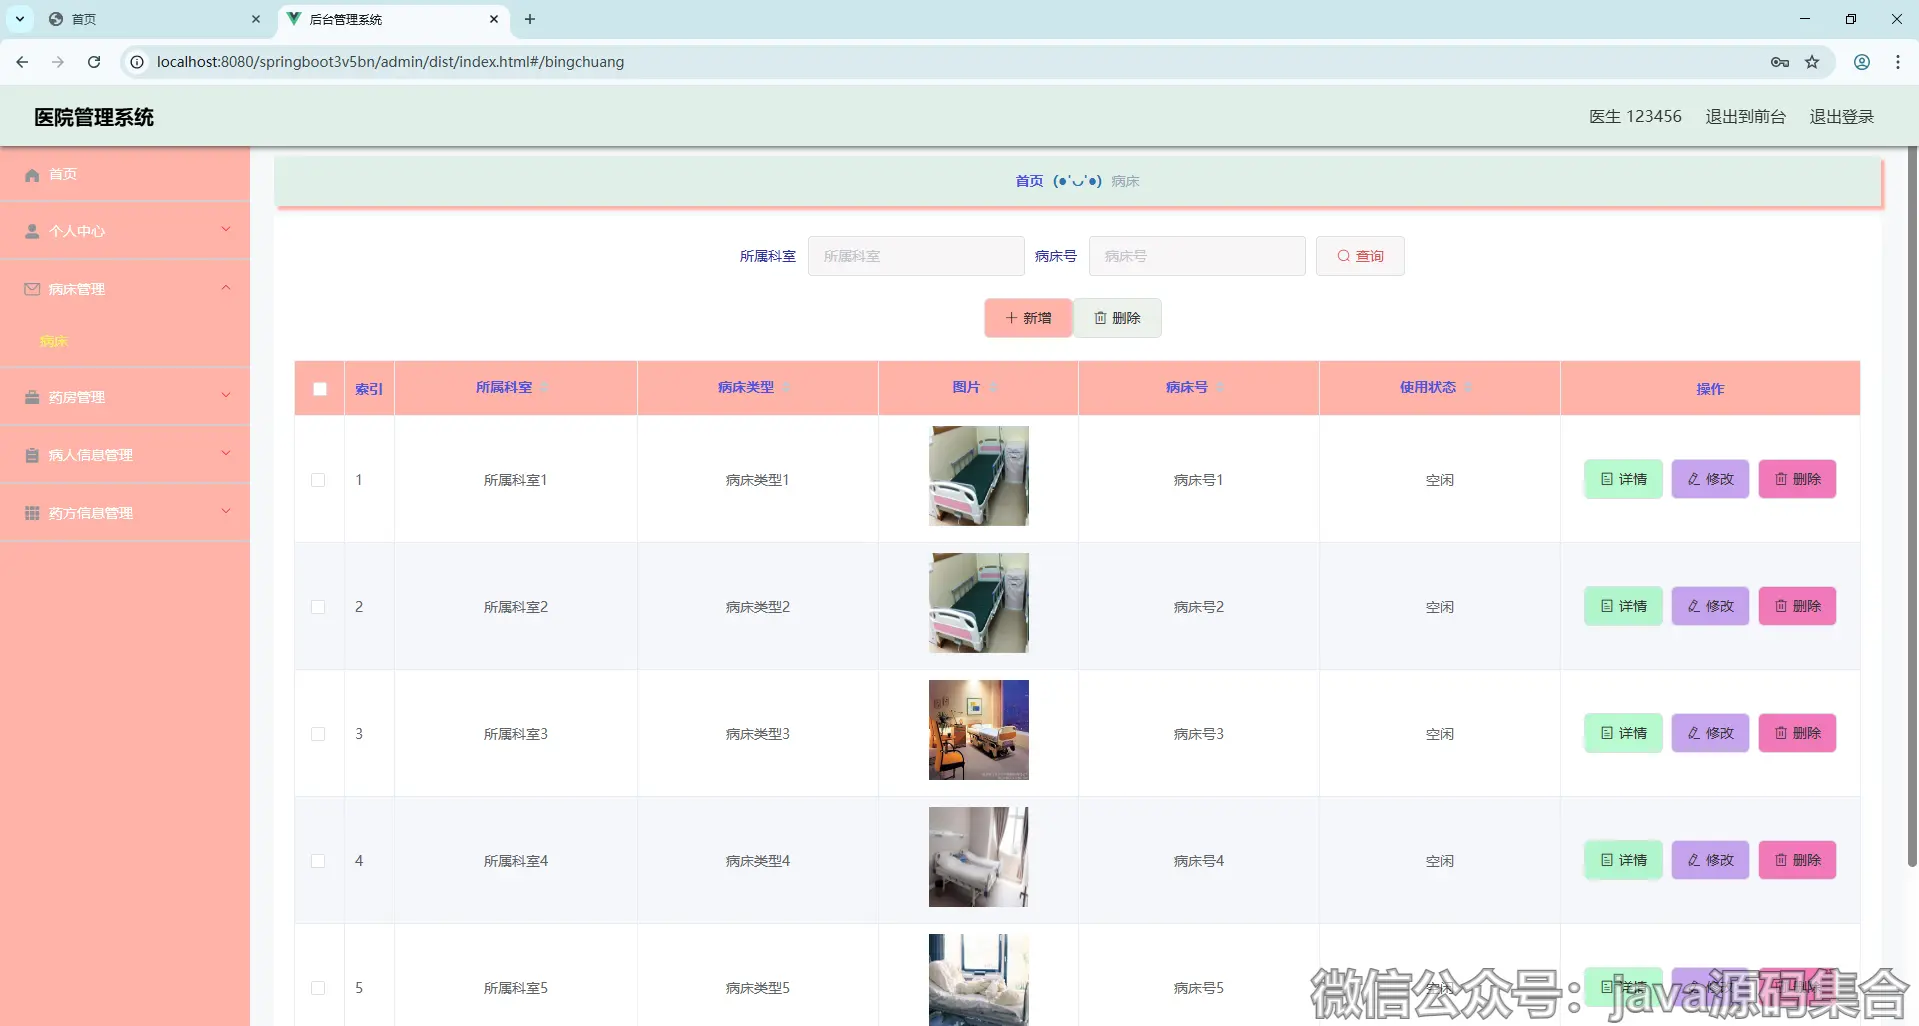 首页
后台管理系统
localhost:8080/springboot3v5bn/admin/dist/index.html#/bingchuang
医院管理系统
医生 123456 退出到前台 退出登录
首页
个人中心
病床管理
病床
药房管理
病人信息管理
药方信息管理
首页 (●'◡'●) 病床
所属科室 所属科室 病床号 病床号 查询
新增 删除
索引 所属科室 病床类型 图片 病床号 使用状态 操作
1 所属科室1 病床类型1 病床号1 空闲 详情 修改 删除
2 所属科室2 病床类型2 病床号2 空闲 详情 修改 删除
3 所属科室3 病床类型3 病床号3 空闲 详情 修改 删除
4 所属科室4 病床类型4 病床号4 空闲 详情 修改 删除
5 所属科室5 病床类型5 病床号5 空闲 详情 修改 删除
微信公众号：java源码集合